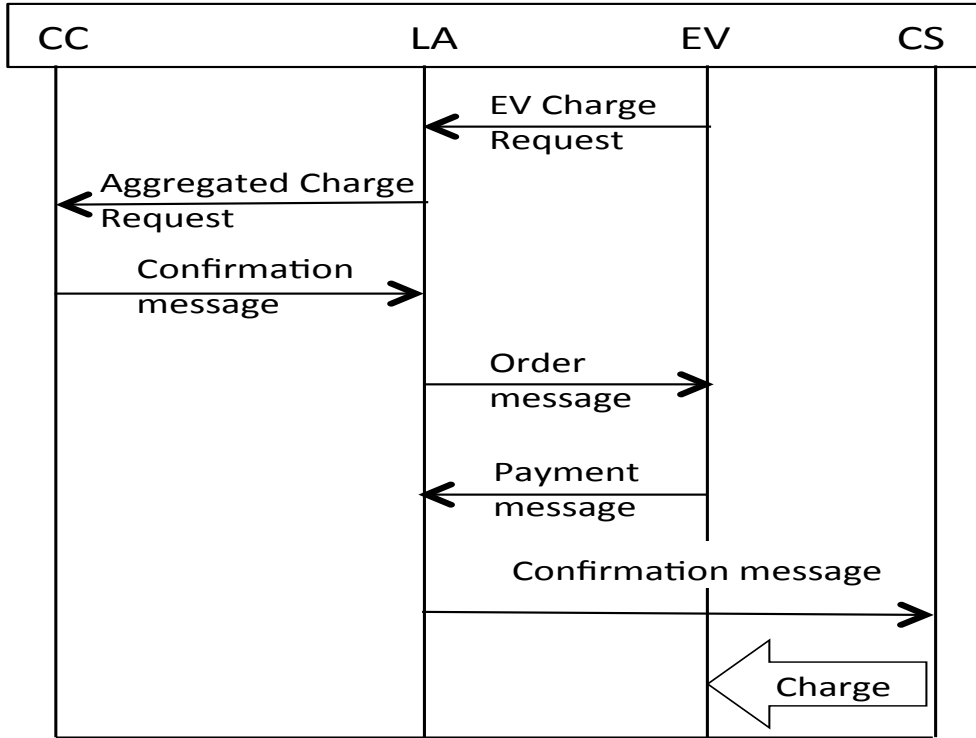 CC LA EV CS
EV Charge
Request
Aggregated Charge
Request
Confirmation
message
Order
message
Payment
message
Confirmation message
Charge